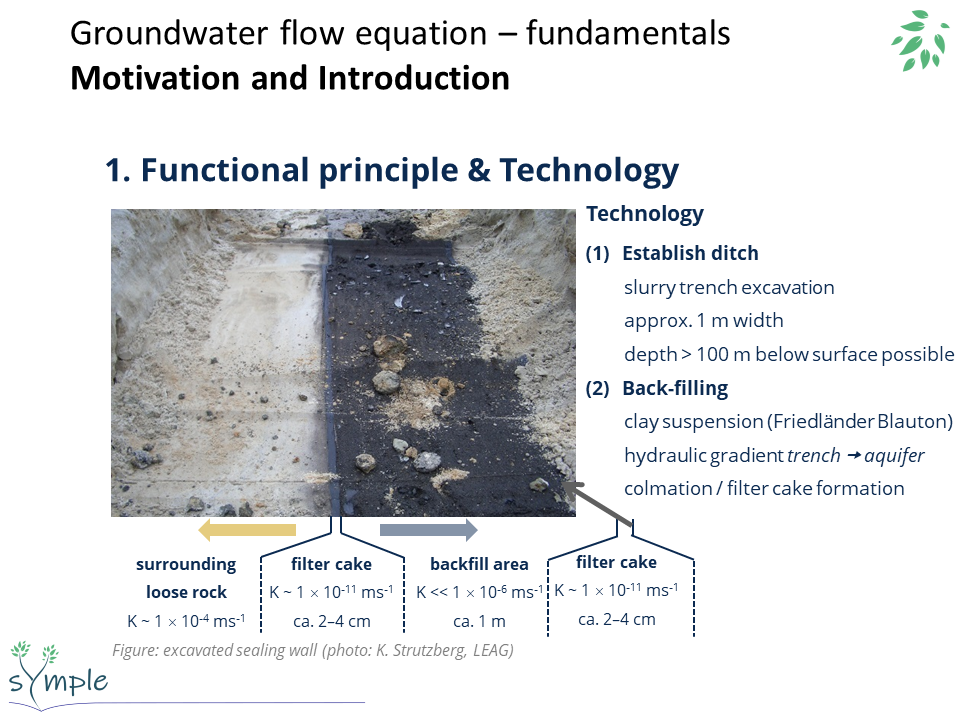 Groundwater flow equation – fundamentals
Motivation and Introduction
1. Functional principle & Technology
Technology
(1) Establish ditch
slurry trench excavation
approx. 1 m width
depth > 100 m below surface possible
(2) Back-filling
clay suspension (Friedländer Blauton)
hydraulic gradient trench → aquifer
colmation / filter cake formation
surrounding
loose rock
K ~ 1 × 10⁻⁴ ms⁻¹
filter cake
K ~ 1 × 10⁻¹¹ ms⁻¹
ca. 2–4 cm
backfill area
K << 1 × 10⁻⁶ ms⁻¹
ca. 1 m
filter cake
K ~ 1 × 10⁻¹¹ ms⁻¹
ca. 2–4 cm
Figure: excavated sealing wall (photo: K. Strutzberg, LEAG)
symple